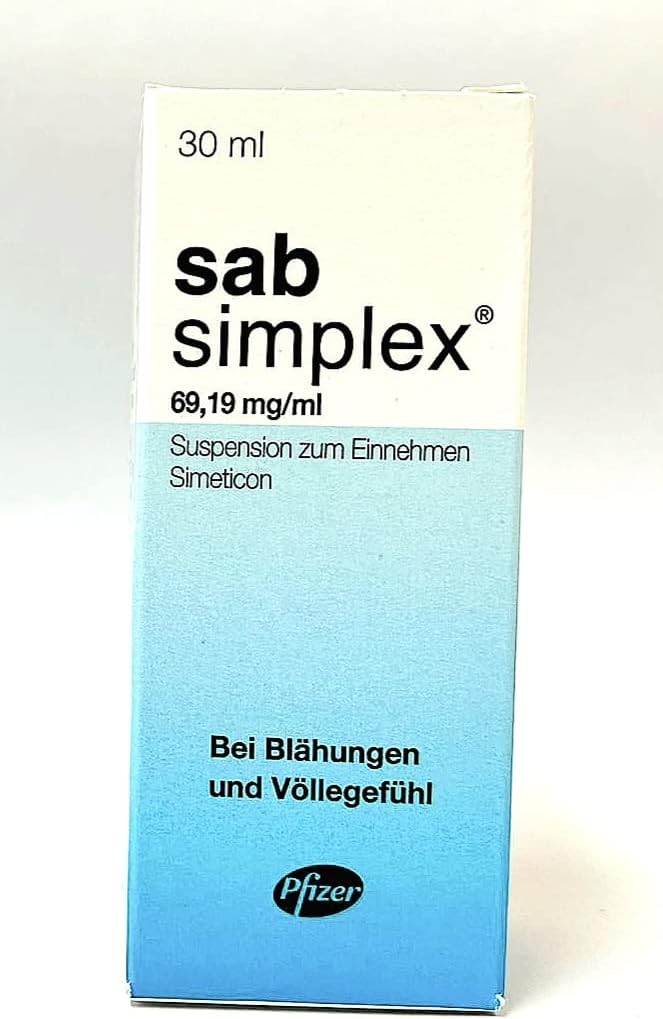 30 ml
sab
simplex®
69,19 mg/ml
Suspension zum Einnehmen
Simeticon
Bei Blähungen
und Völlegefühl
Pfizer